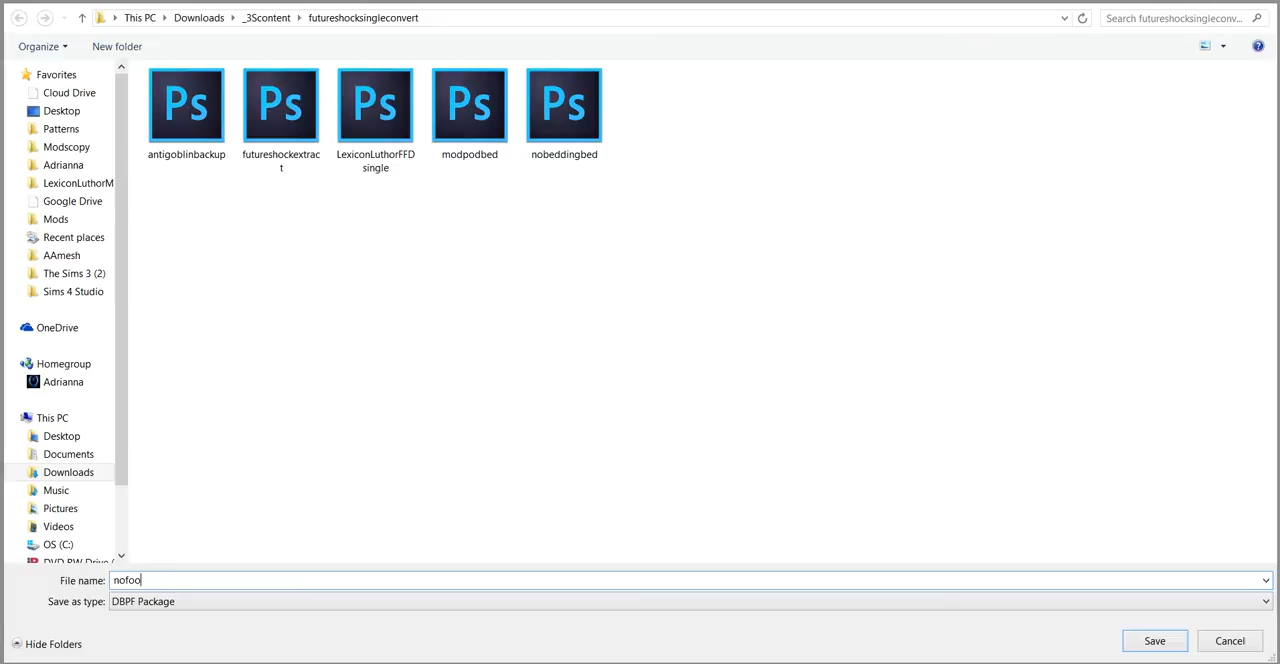 This PC Downloads _3Scontent futureshocksingleconvert
Search futureshocksingleconv...
Organize New folder
Favorites
Cloud Drive
Desktop
Patterns
Modscopy
Adrianna
LexiconLuthorM
Google Drive
Mods
Recent places
AAmesh
The Sims 3 (2)
Sims 4 Studio
OneDrive
Homegroup
Adrianna
This PC
Desktop
Documents
Downloads
Music
Pictures
Videos
OS (C:)
DVD RW Drive (
Ps Ps Ps Ps Ps
antigoblinbackup
futureshockextrac
t
LexiconLuthorFFD
single
modpodbed
nobeddingbed
File name: nofoo
Save as type: DBPF Package
Hide Folders
Save Cancel